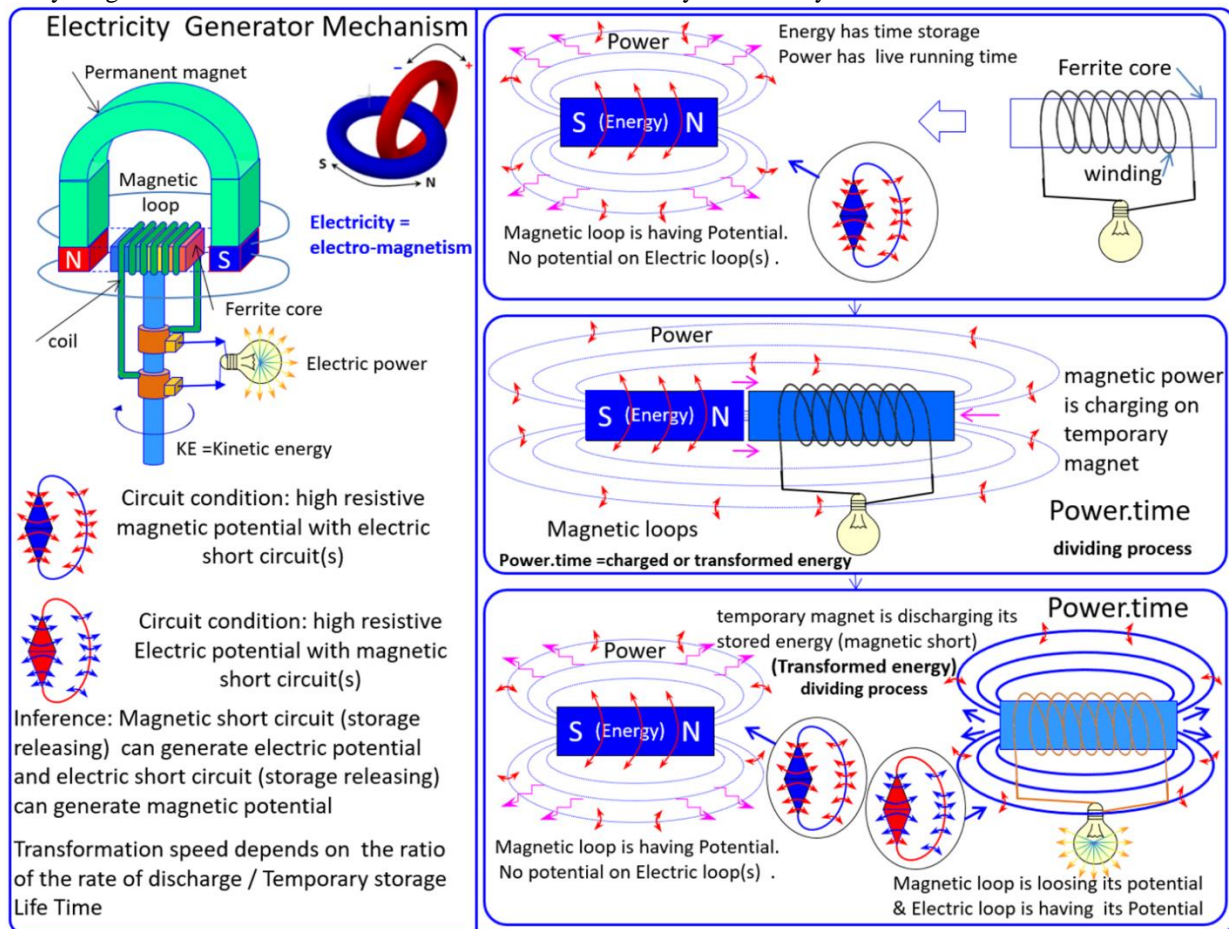 Electricity Generator Mechanism
Permanent magnet
−
+
S
N
Magnetic
loop
Electricity =
electro-magnetism
N
S
Ferrite core
coil
Electric power
KE =Kinetic energy
Circuit condition: high resistive
magnetic potential with electric
short circuit(s)
Circuit condition: high resistive
Electric potential with magnetic
short circuit(s)
Inference: Magnetic short circuit (storage
releasing) can generate electric potential
and electric short circuit (storage releasing)
can generate magnetic potential
Transformation speed depends on the ratio
of the rate of discharge / Temporary storage
Life Time
Power
Energy has time storage
Power has live running time
Ferrite core
S (Energy) N
winding
Magnetic loop is having Potential.
No potential on Electric loop(s) .
Power
S (Energy) N
magnetic power
is charging on
temporary
magnet
Magnetic loops
Power.time
dividing process
Power.time =charged or transformed energy
Power.time
temporary magnet is discharging its
stored energy (magnetic short)
(Transformed energy)
dividing process
Power
S (Energy) N
Magnetic loop is having Potential.
No potential on Electric loop(s) .
Magnetic loop is loosing its potential
& Electric loop is having its Potential